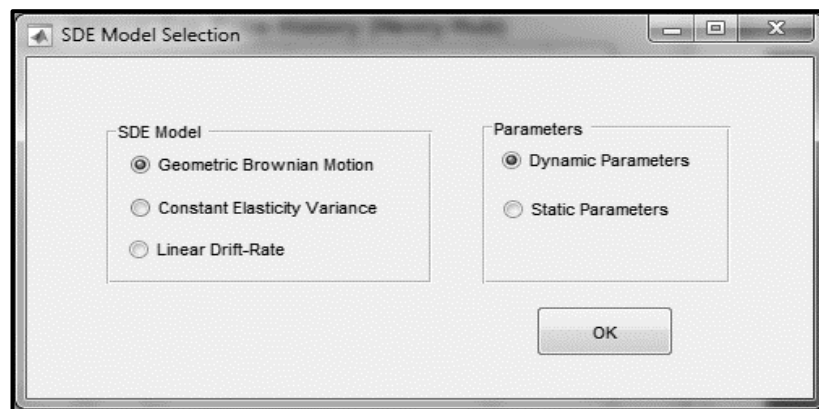 SDE Model Selection
SDE Model
Geometric Brownian Motion
Constant Elasticity Variance
Linear Drift-Rate
Parameters
Dynamic Parameters
Static Parameters
OK